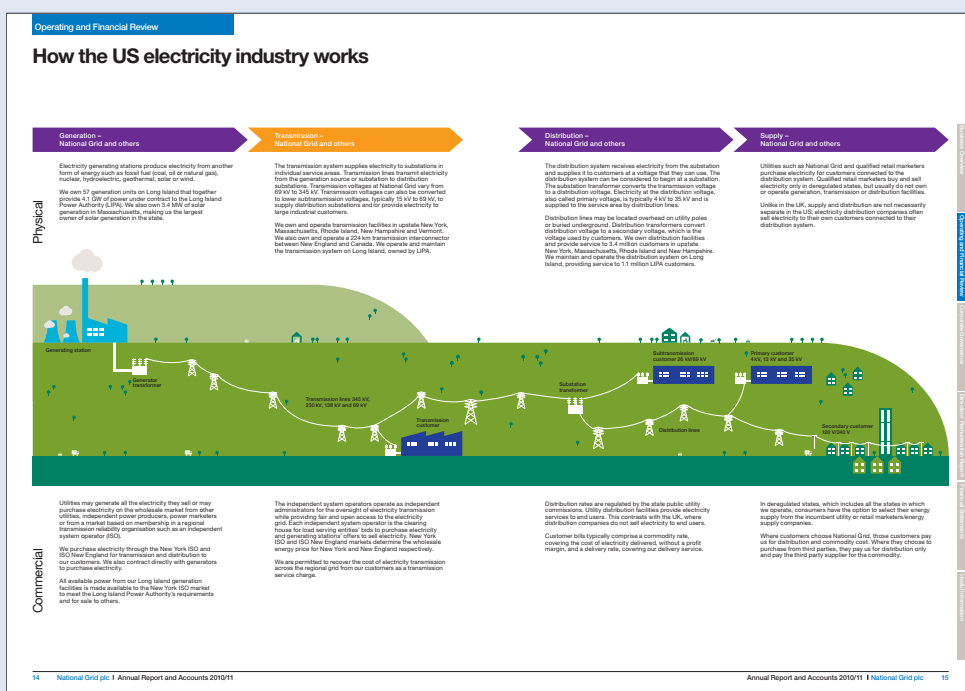 Operating and Financial Review
How the US electricity industry works
Generation –
National Grid and others
Transmission –
National Grid and others
Distribution –
National Grid and others
Supply –
National Grid and others
Physical
Electricity generating stations produce electricity from another
form of energy such as fossil fuel (coal, oil or natural gas),
nuclear, hydroelectric, geothermal, solar or wind.
We own 57 generation units on Long Island that together
provide 4.1 GW of power under contract to the Long Island
Power Authority (LIPA). We also own 3.4 MW of solar
generation in Massachusetts, making us the largest
owner of solar generation in the state.
The transmission system supplies electricity to substations in
individual service areas. Transmission lines transmit electricity
from the generation source or substation to distribution can be
substations. Transmission voltages at National Grid vary from
69 kV to 345 kV. Transmission voltages can also be converted
to lower subtransmission voltages, typically 15 kV to 69 kV, to
supply distribution substations and/or provide electricity to
large industrial customers.
We own and operate transmission facilities in upstate New York,
Massachusetts, Rhode Island, New Hampshire and Vermont.
We also own and operate a 224 km transmission interconnector
between New England and Canada. We operate and maintain
the transmission system on Long Island, owned by LIPA.
The distribution system receives electricity from the substation
and supplies it to customers at a voltage that they can use. The
distribution system can be considered to begin at a substation.
The substation transformer converts the transmission voltage
to a distribution voltage. Electricity at the distribution voltage,
also called primary voltage, is typically 4 kV to 35 kV and is
supplied to the service area by distribution lines.
Distribution lines may be located overhead on utility poles
or buried underground. Distribution transformers convert
distribution voltage to a secondary voltage, which is the
voltage used by customers. We own distribution facilities
and provide service to 3.4 million customers in upstate
New York, Massachusetts, Rhode Island and New Hampshire.
We maintain and operate the distribution system on Long
Island, providing service to 1.1 million LIPA customers.
Utilities such as National Grid and qualified retail marketers
purchase electricity for customers connected to the
distribution system. Qualified retail marketers buy and sell
electricity only in deregulated states, but usually do not own
or operate generation, transmission or distribution facilities.
Unlike in the UK, supply and distribution are not necessarily
separate in the US; electricity distribution companies often
sell electricity to their own customers connected to their
distribution system.
Generating station
Generator
transformer
Transmission lines 345 kV,
230 kV, 138 kV and 69 kV
Transmission
customer
Substation
transformer
Subtransmission
customer 26 kV/69 kV
Primary customer
4 kV, 13 kV and 35 kV
Distribution lines
Secondary customer
120 V/240 V
Commercial
Utilities may generate all the electricity they sell or may
purchase electricity on the wholesale market from other
utilities, independent power producers, power marketers
or from a market based on membership in a regional
transmission reliability organisation such as an independent
system operator (ISO).
We purchase electricity through the New York ISO and
ISO New England for transmission and distribution to
our customers. We also contract directly with generators
to purchase electricity.
All available power from our Long Island generation
facilities is made available to the New York ISO market
to meet the Long Island Power Authority's requirements
and for sale to others.
The independent system operators operate as independent
administrators for the oversight of electricity transmission
while providing fair and open access to the electricity
grid. Each independent system operator is the clearing
house for load serving entities' bids to purchase electricity
and generating stations' offers to sell electricity. New York
ISO and ISO New England markets determine the wholesale
energy price for New York and New England respectively.
We are permitted to recover the cost of electricity transmission
across the regional grid from our customers as a transmission
service charge.
Distribution rates are regulated by the state public utility
commissions. Utility distribution facilities provide electricity
services to end users. This contrasts with the UK, where
distribution companies do not sell electricity to end users.
Customer bills typically comprise a commodity rate,
covering the cost of electricity delivered, without a profit
margin, and a delivery rate, covering our delivery service.
In deregulated states, which includes all the states in which
we operate, consumers have the option to select their energy
supply from the incumbent utility or retail marketers/energy
supply companies.
Where customers choose National Grid, those customers pay
us for distribution and commodity cost. Where they choose to
purchase from third parties, they pay us for distribution only
and pay the third party supplier for the commodity.
Business Overview
Operating and Financial Review
Corporate Governance
Directors' Remuneration Report
Financial Statements
Useful Information
14 National Grid plc | Annual Report and Accounts 2010/11
Annual Report and Accounts 2010/11 | National Grid plc 15